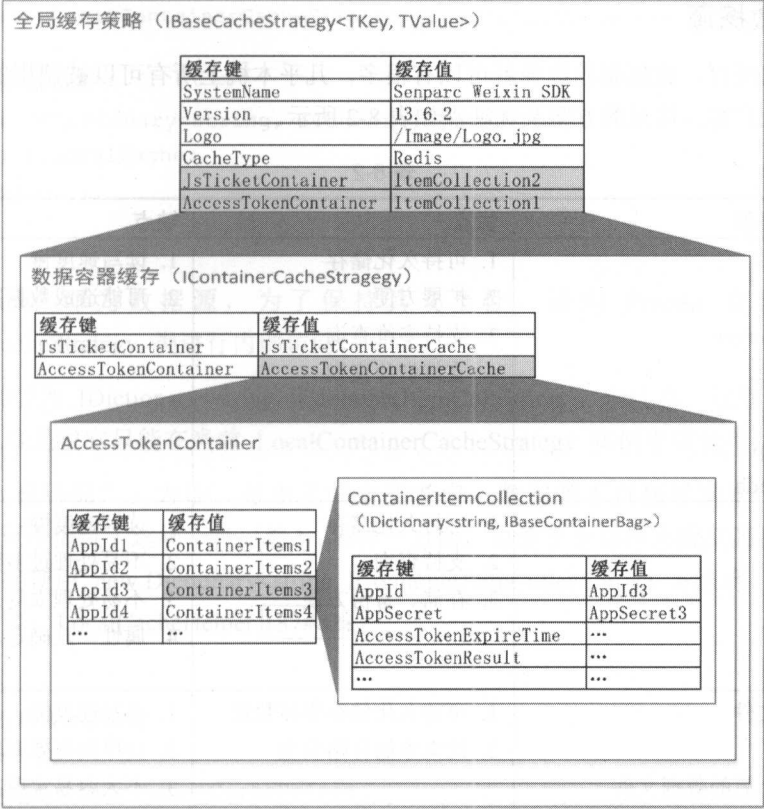 全局缓存策略（IBaseCacheStrategy<TKey, TValue>）
缓存键 缓存值
SystemName Senparc Weixin SDK
Version 13.6.2
Logo /Image/Logo.jpg
CacheType Redis
JsTicketContainer ItemCollection2
AccessTokenContainer ItemCollection1
数据容器缓存（IContainerCacheStragegy）
缓存键 缓存值
JsTicketContainer JsTicketContainerCache
AccessTokenContainer AccessTokenContainerCache
AccessTokenContainer
缓存键 缓存值
AppId1 ContainerItems1
AppId2 ContainerItems2
AppId3 ContainerItems3
AppId4 ContainerItems4
… …
ContainerItemCollection
（IDictionary<string, IBaseContainerBag>）
缓存键 缓存值
AppId AppId3
AppSecret AppSecret3
AccessTokenExpireTime …
AccessTokenResult …
… …